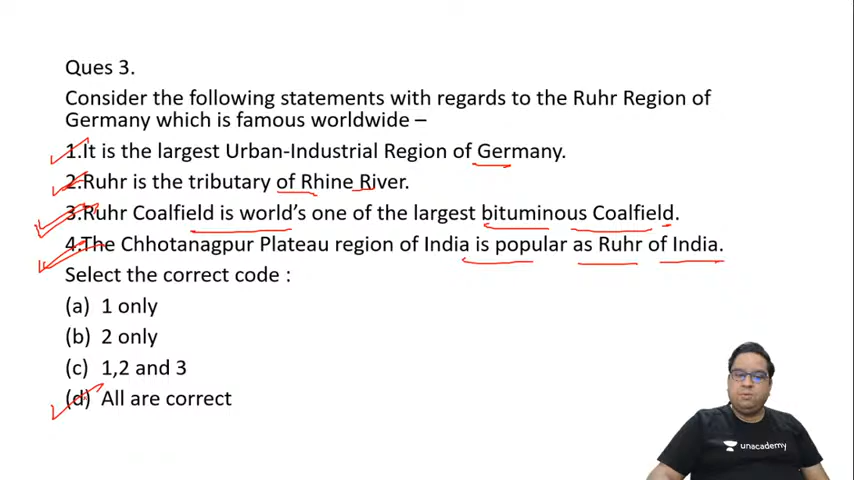 Ques 3.
Consider the following statements with regards to the Ruhr Region of
Germany which is famous worldwide –
1.It is the largest Urban-Industrial Region of Germany.
2.Ruhr is the tributary of Rhine River.
3.Ruhr Coalfield is world's one of the largest bituminous Coalfield.
4.The Chhotanagpur Plateau region of India is popular as Ruhr of India.
Select the correct code :
(a) 1 only
(b) 2 only
(c) 1,2 and 3
(d) All are correct
unacademy